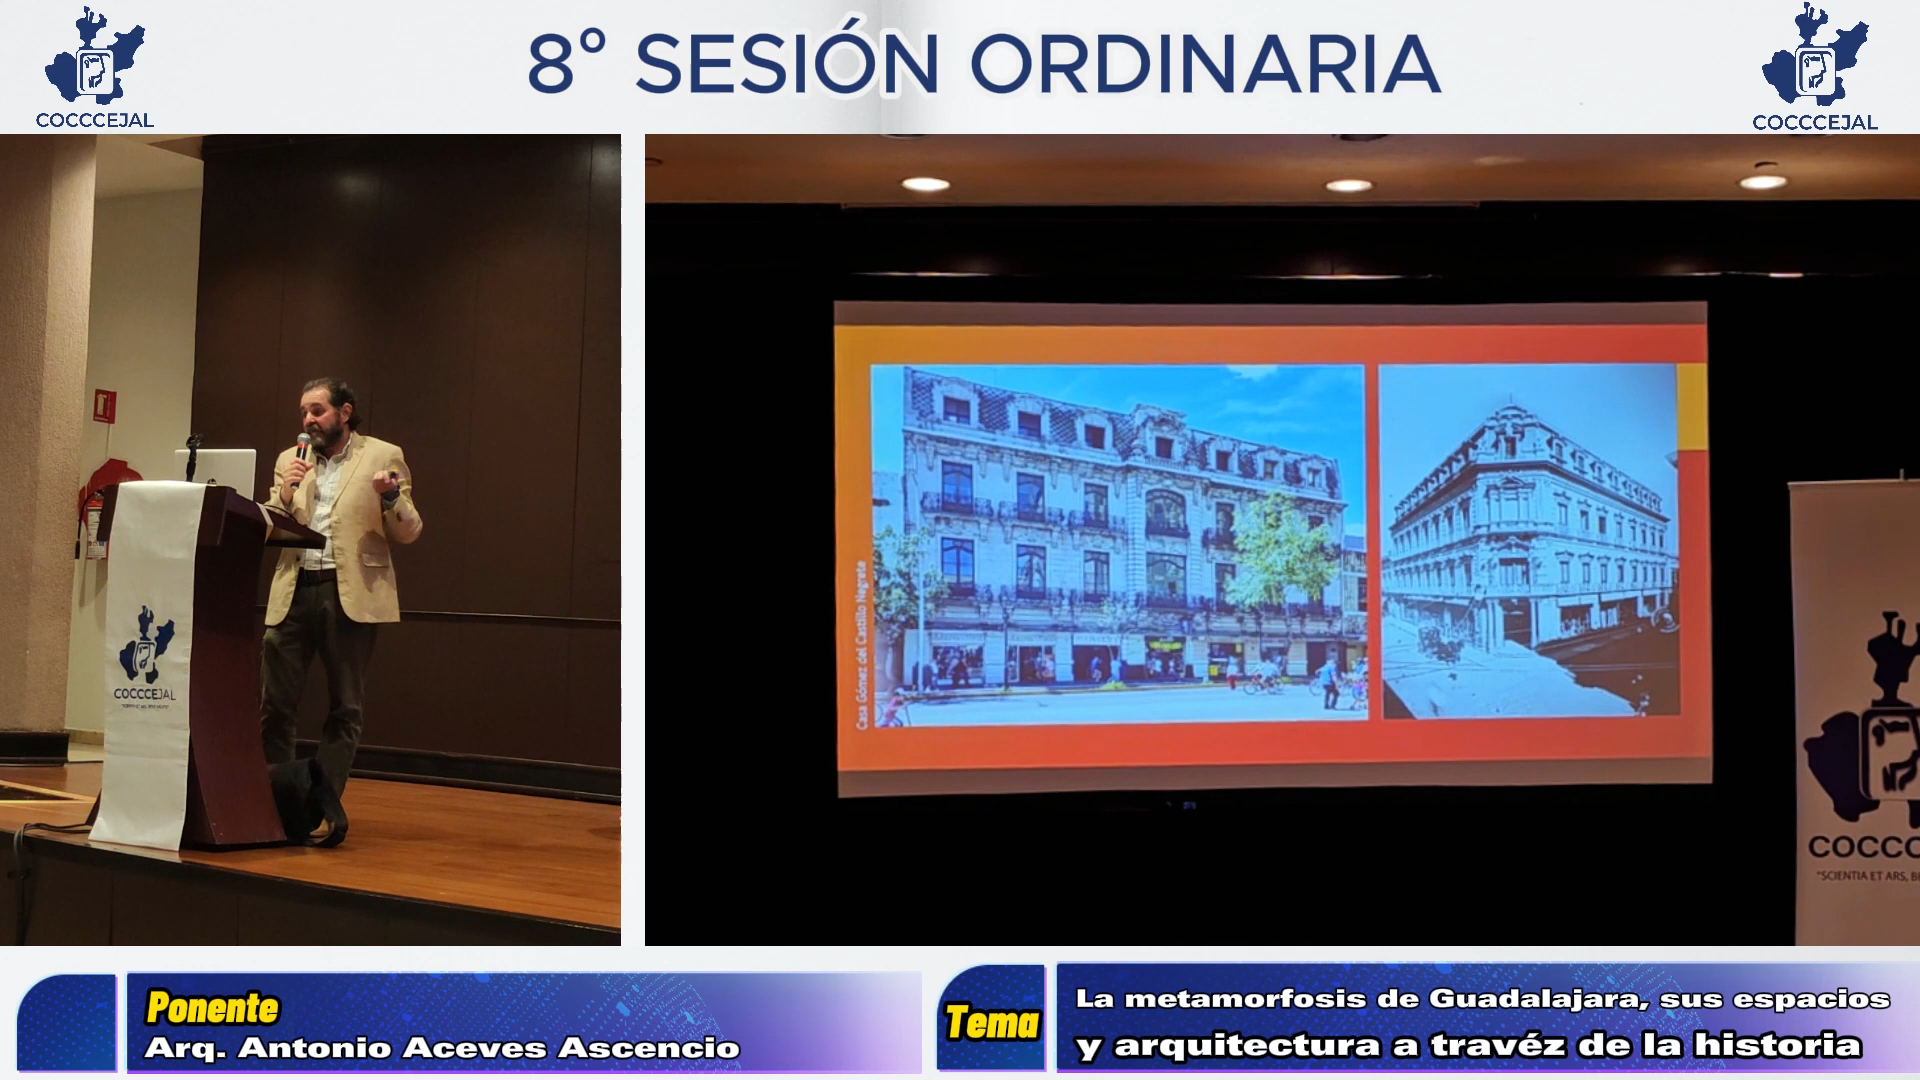 8° SESIÓN ORDINARIA
COCCCEJAL
COCCCEJAL
COCCCEJAL
Casa Gómez del Castillo Negrete
COCCC
"SCIENTIA ET ARS, B
Ponente
Arq. Antonio Aceves Ascencio
Tema
La metamorfosis de Guadalajara, sus espacios
y arquitectura a travéz de la historia